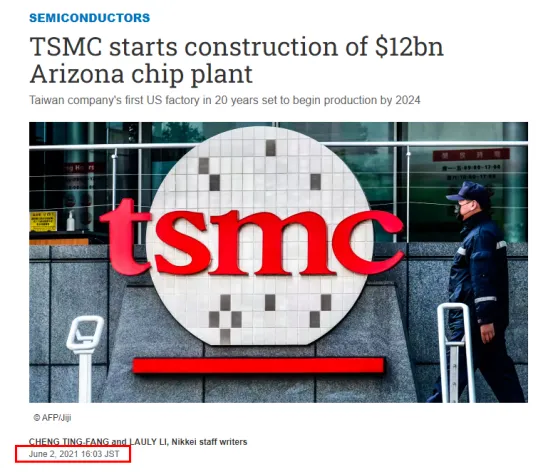 SEMICONDUCTORS
TSMC starts construction of $12bn
Arizona chip plant
Taiwan company's first US factory in 20 years set to begin production by 2024
tsmc
© AFP/Jiji
CHENG TING-FANG and LAULY LI, Nikkei staff writers
June 2, 2021 16:03 JST